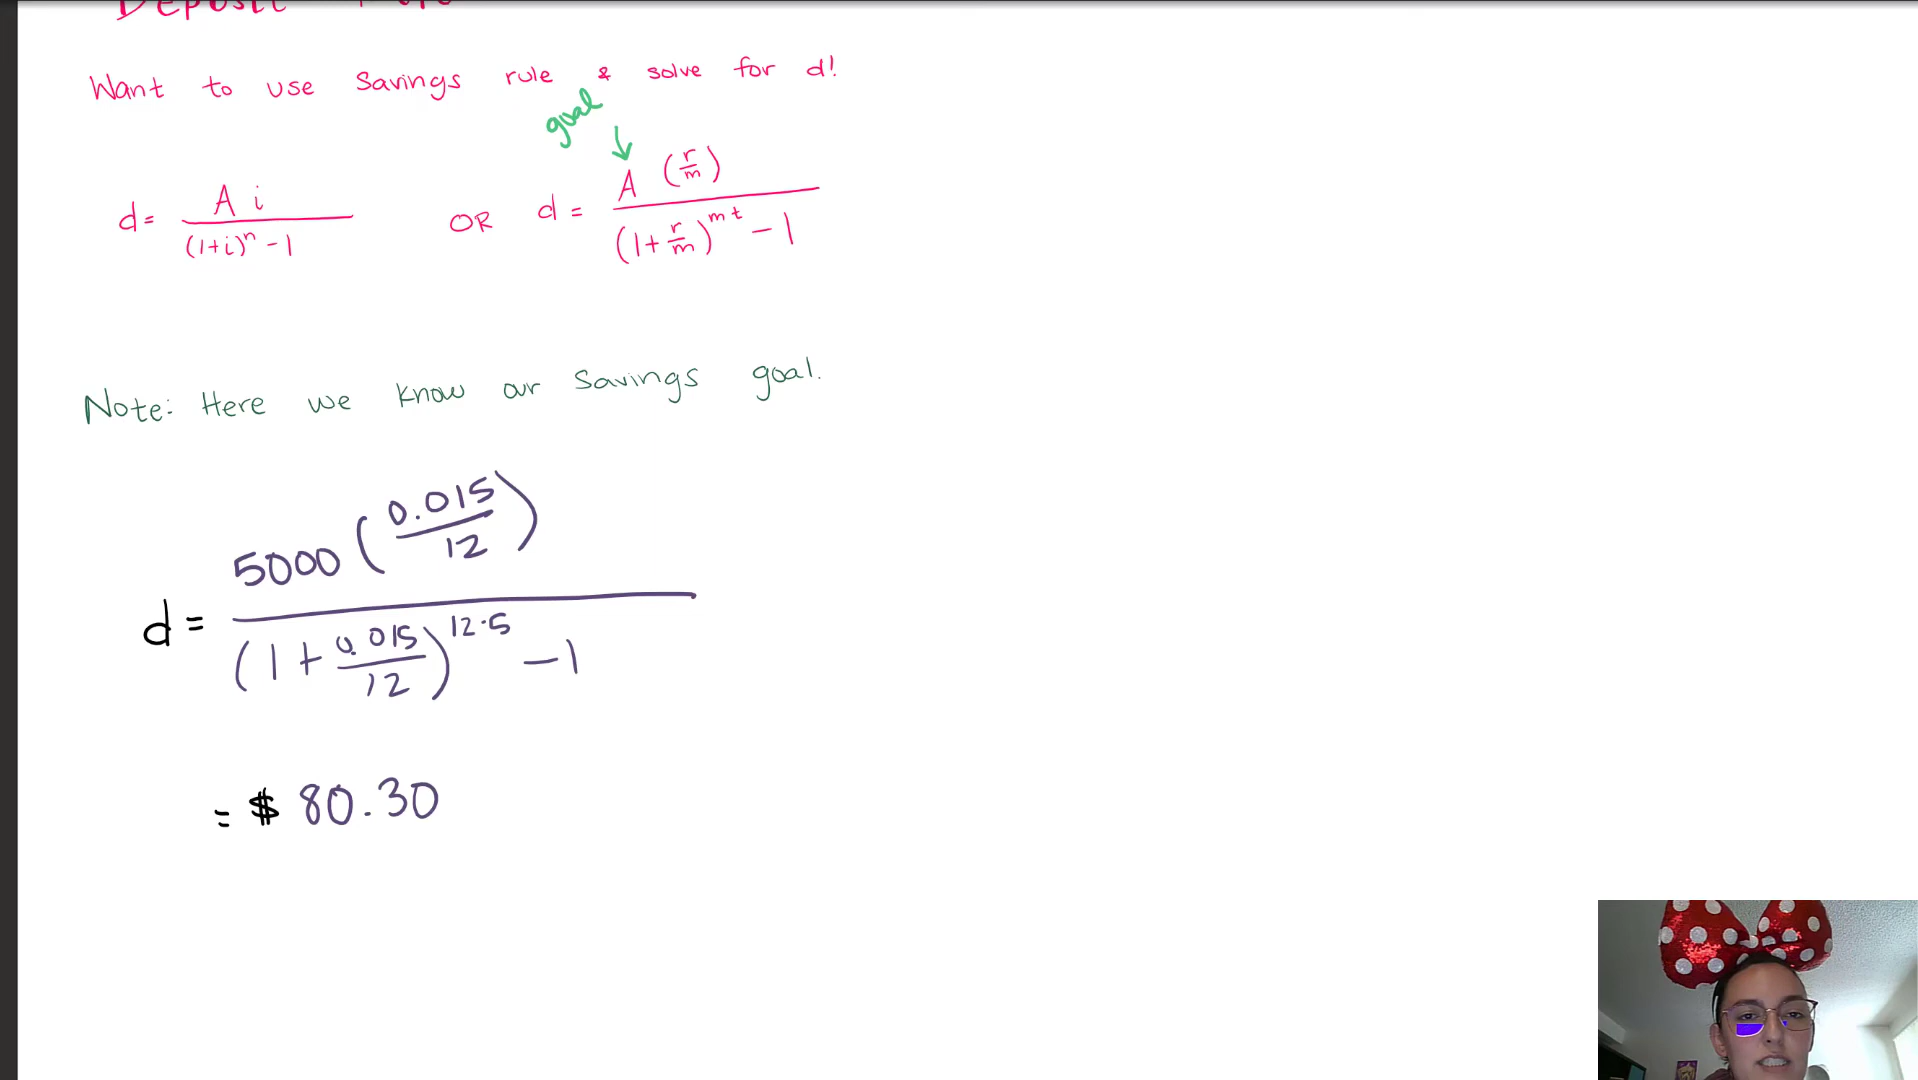 Deposit
Want to use Savings rule & solve for d!
goal
d = A i / (1+i)^n - 1 OR d = A (r/m) / (1+ r/m)^mt - 1
Note: Here we know our savings goal.
d = 5000 (0.015/12) / (1+ 0.015/12)^12·5 - 1
= $ 80.30